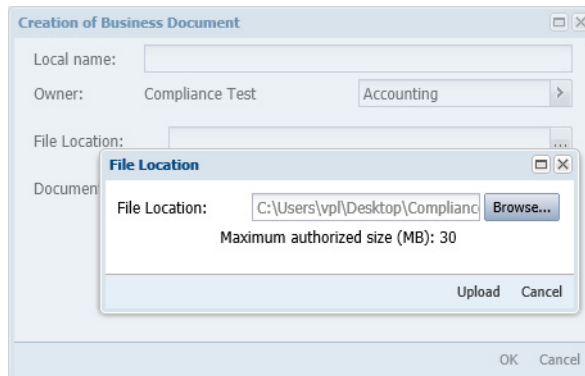 Creation of Business Document
Local name:
Owner: Compliance Test Accounting
File Location: ...
File Location
Document
File Location: C:\Users\vpl\Desktop\Complianc Browse...
Maximum authorized size (MB): 30
Upload Cancel
OK Cancel